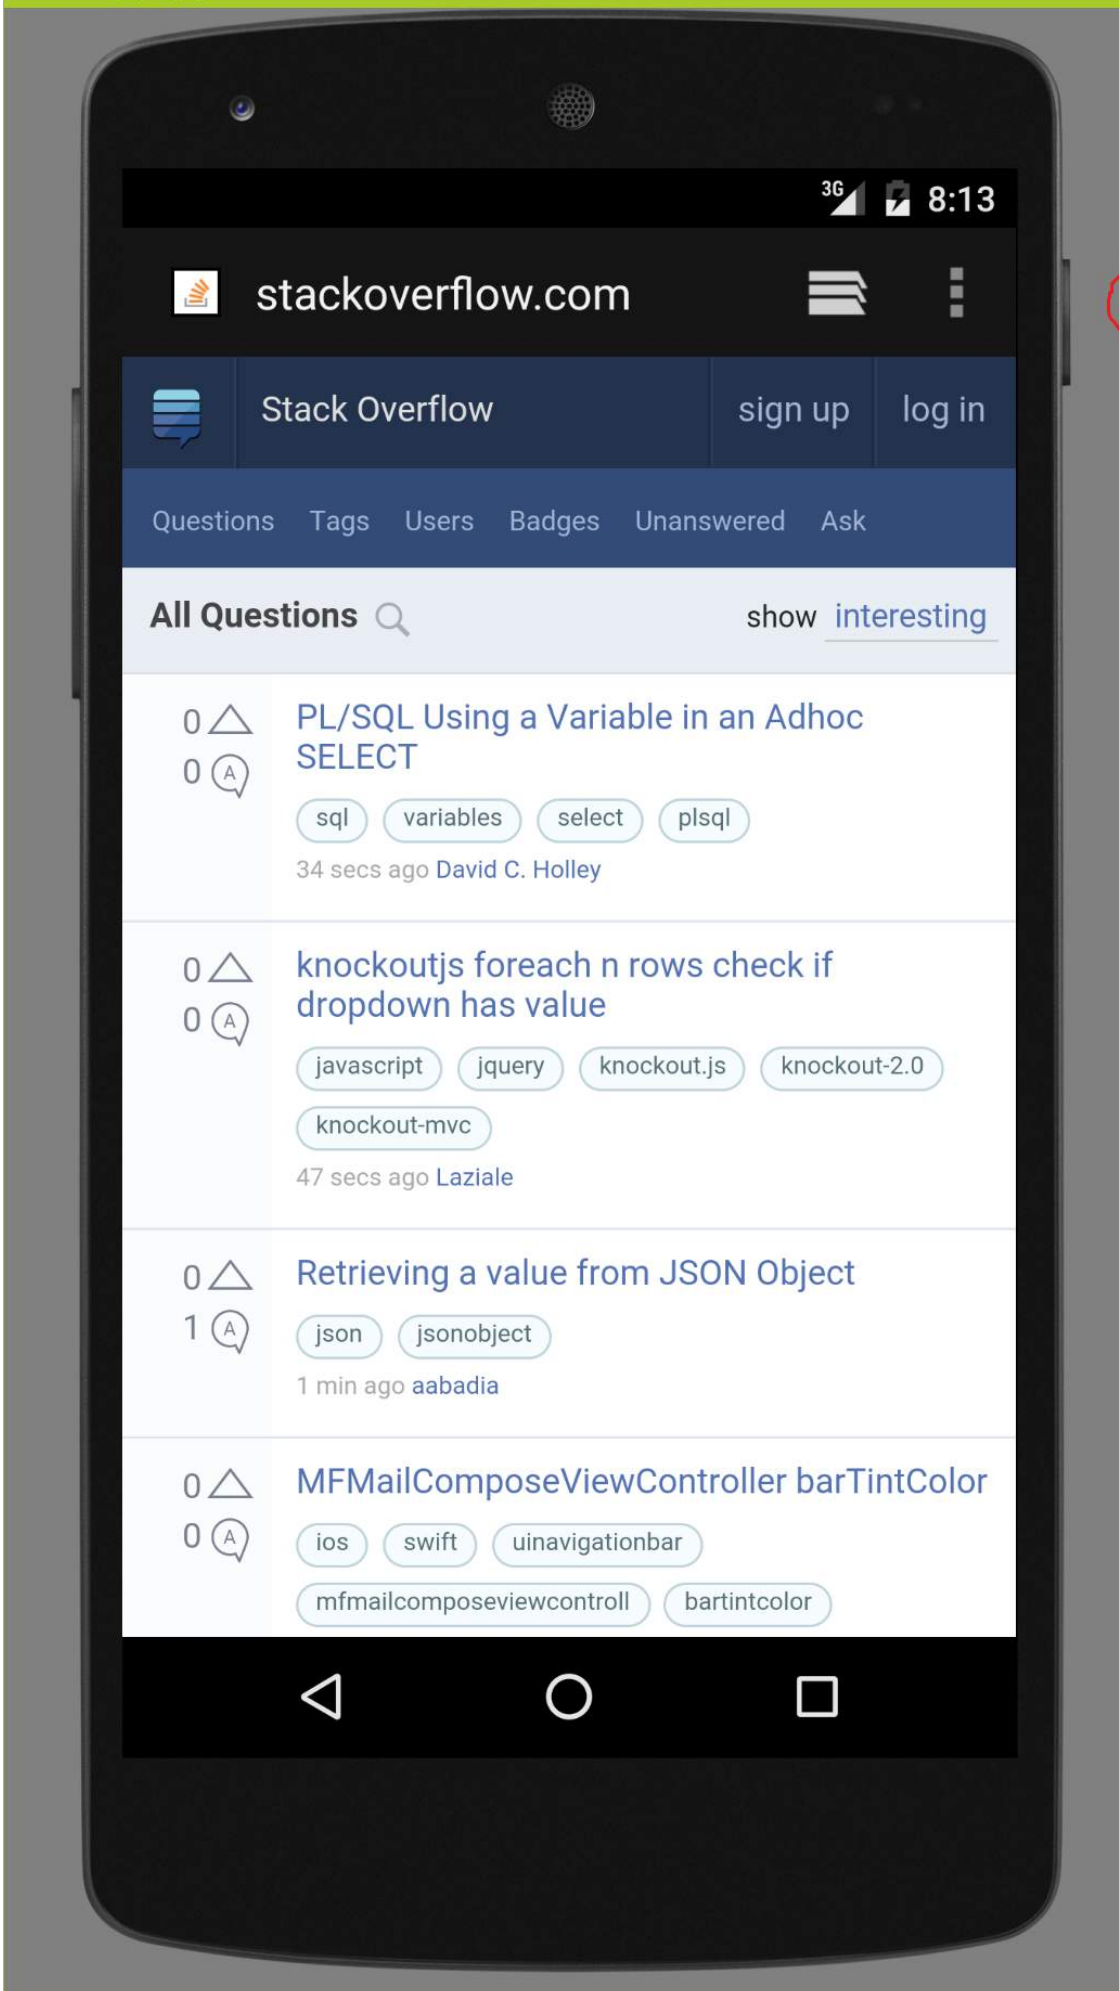 3G 8:13
stackoverflow.com
Stack Overflow sign up log in
Questions Tags Users Badges Unanswered Ask
All Questions show interesting
0 PL/SQL Using a Variable in an Adhoc
SELECT
0 A
sql variables select plsql
34 secs ago David C. Holley
0 knockoutjs foreach n rows check if
dropdown has value
0 A
javascript jquery knockout.js knockout-2.0
knockout-mvc
47 secs ago Laziale
0 Retrieving a value from JSON Object
1 A json jsonobject
1 min ago aabadia
0 MFMailComposeViewController barTintColor
0 A ios swift uinavigationbar
mfmailcomposeviewcontroll bartintcolor